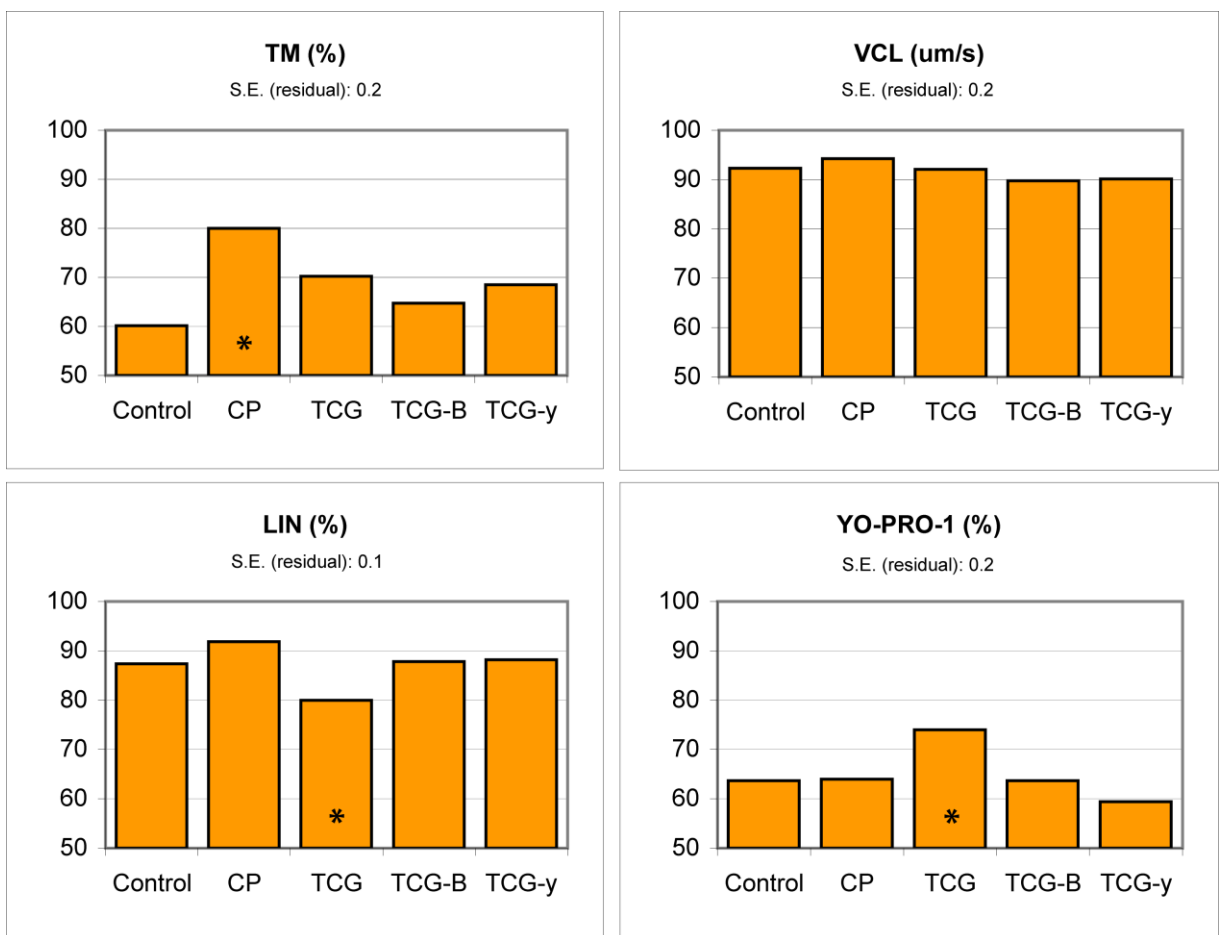 TM (%)
S.E. (residual): 0.2
100
90
80
70
60
50
*
Control CP TCG TCG-B TCG-y
VCL (um/s)
S.E. (residual): 0.2
100
90
80
70
60
50
Control CP TCG TCG-B TCG-y
LIN (%)
S.E. (residual): 0.1
100
90
80
70
60
50
*
Control CP TCG TCG-B TCG-y
YO-PRO-1 (%)
S.E. (residual): 0.2
100
90
80
70
60
50
*
Control CP TCG TCG-B TCG-y